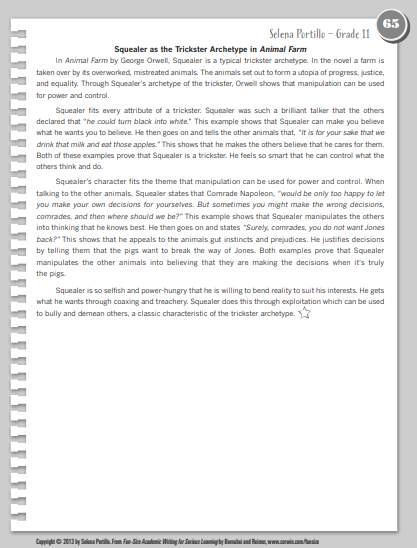 65
Selena Portillo – Grade 11
Squealer as the Trickster Archetype in Animal Farm
In Animal Farm by George Orwell, Squealer is a typical trickster archetype. In the novel a farm is
taken over by its overworked, mistreated animals. The animals set out to form a utopia of progress, justice,
and equality. Through Squealer's archetype of the trickster, Orwell shows that manipulation can be used
for power and control.
Squealer fits every attribute of a trickster. Squealer was such a brilliant talker that the others
declared that "he could turn black into white." This example shows that Squealer can make you believe
what he wants you to believe. He then goes on and tells the other animals that, "It is for your sake that we
drink that milk and eat those apples." This shows that he makes the others believe that he cares for them.
Both of these examples prove that Squealer is a trickster. He feels so smart that he can control what the
others think and do.
Squealer's character fits the theme that manipulation can be used for power and control. When
talking to the other animals, Squealer states that Comrade Napoleon, "would be only too happy to let
you make your own decisions for yourselves. But sometimes you might make the wrong decisions,
comrades, and then where should we be?" This example shows that Squealer manipulates the others
into thinking that he knows best. He then goes on and states "Surely, comrades, you do not want Jones
back?" This shows that he appeals to the animals gut instincts and prejudices. He justifies decisions
by telling them that the pigs want to break the way of Jones. Both examples prove that Squealer
manipulates the other animals into believing that they are making the decisions when it's truly
the pigs.
Squealer is so selfish and power-hungry that he is willing to bend reality to suit his interests. He gets
what he wants through coaxing and treachery. Squealer does this through exploitation which can be used
to bully and demean others, a classic characteristic of the trickster archetype.
Copyright © 2013 by Selena Portillo. From Fun-Size Academic Writing for Serious Learning by Bernabei and Reimer, www.corwin.com/funsize